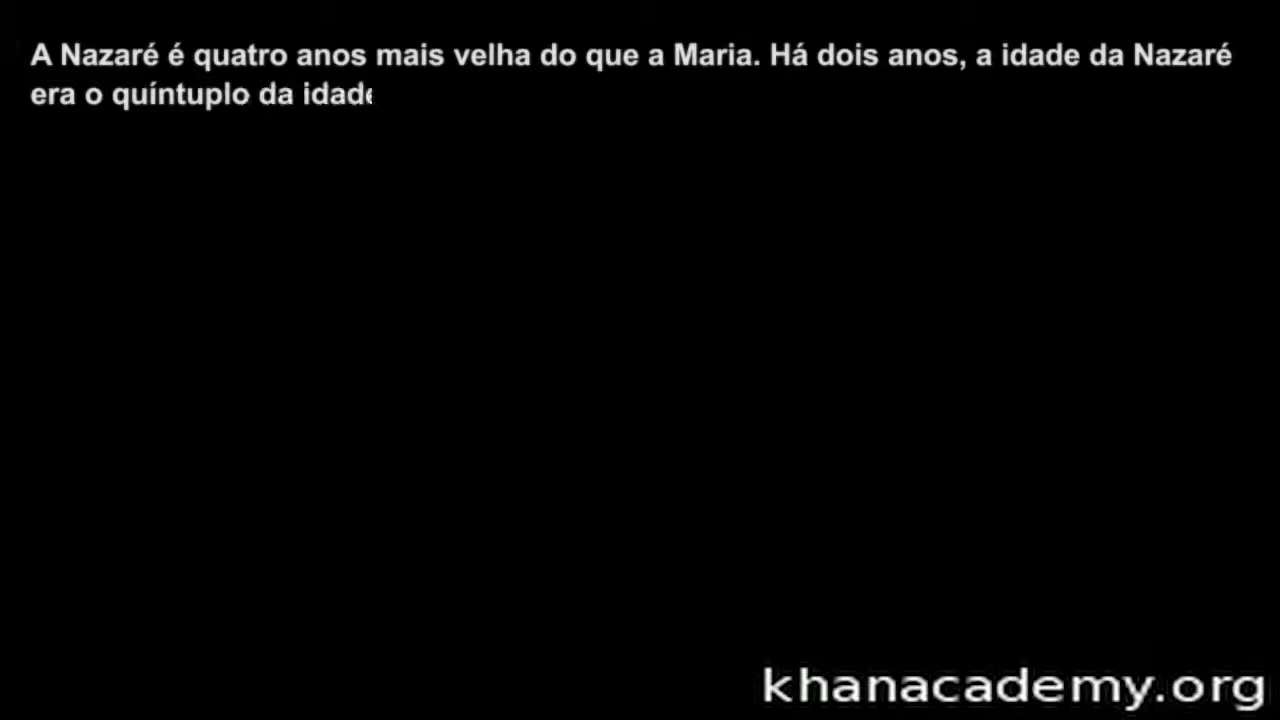 A Nazaré é quatro anos mais velha do que a Maria. Há dois anos, a idade da Nazaré
era o quíntuplo da idade
khanacademy.org